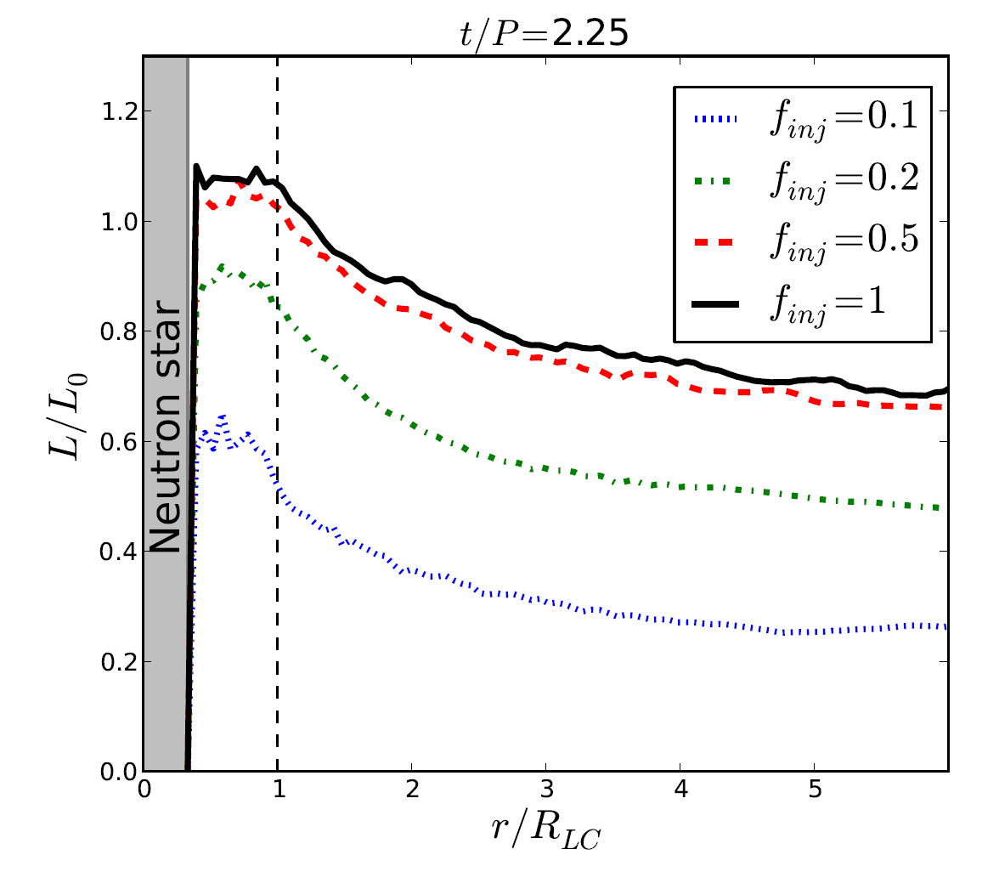 t/P=2.25
f_inj=0.1
f_inj=0.2
f_inj=0.5
f_inj=1
Neutron star
L/L_0
1.2
1.0
0.8
0.6
0.4
0.2
0.0
0 1 2 3 4 5
r/R_LC